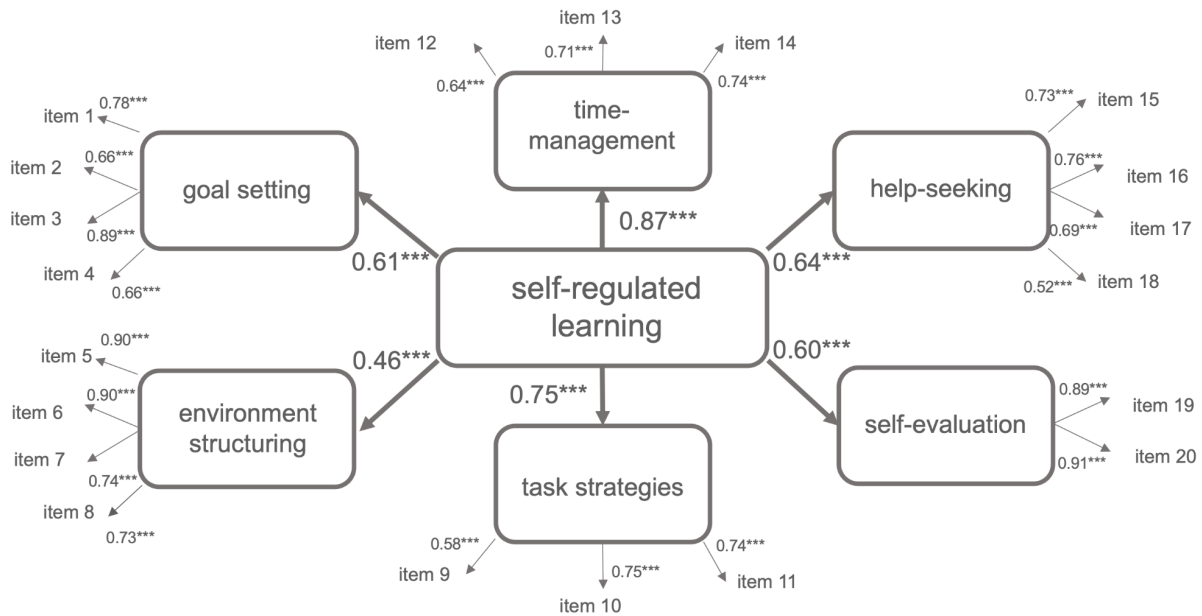 item 13
item 12
0.71***
item 14
0.64***
0.74***
time-
management
item 1
0.78***
item 2
0.66***
item 3
0.89***
item 4
0.66***
goal setting
0.73***
item 15
0.76***
item 16
item 17
0.69***
item 18
0.52***
help-seeking
0.87***
0.61***
0.64***
self-regulated
learning
0.46***
0.60***
0.75***
item 5
0.90***
0.90***
item 6
item 7
0.74***
item 8
0.73***
environment
structuring
self-evaluation
0.89***
item 19
item 20
0.91***
task strategies
0.58***
item 9
0.75***
item 10
0.74***
item 11